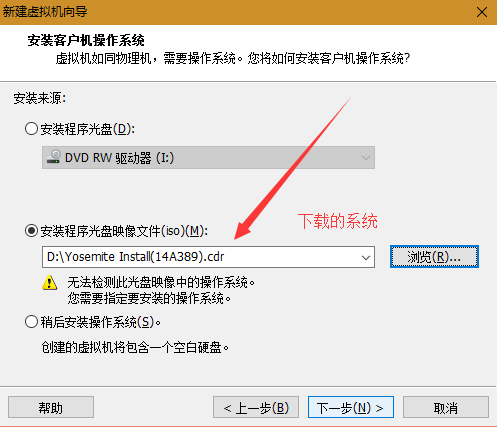 新建虚拟机向导
安装客户机操作系统
虚拟机如同物理机，需要操作系统。您将如何安装客户机操作系统?
安装来源:
安装程序光盘(D):
DVD RW 驱动器 (I:)
安装程序光盘映像文件(iso)(M):
下载的系统
D:\Yosemite Install(14A389).cdr
浏览(R)...
无法检测此光盘映像中的操作系统。
您需要指定要安装的操作系统。
稍后安装操作系统(S)。
创建的虚拟机将包含一个空白硬盘。
帮助
< 上一步(B)
下一步(N) >
取消